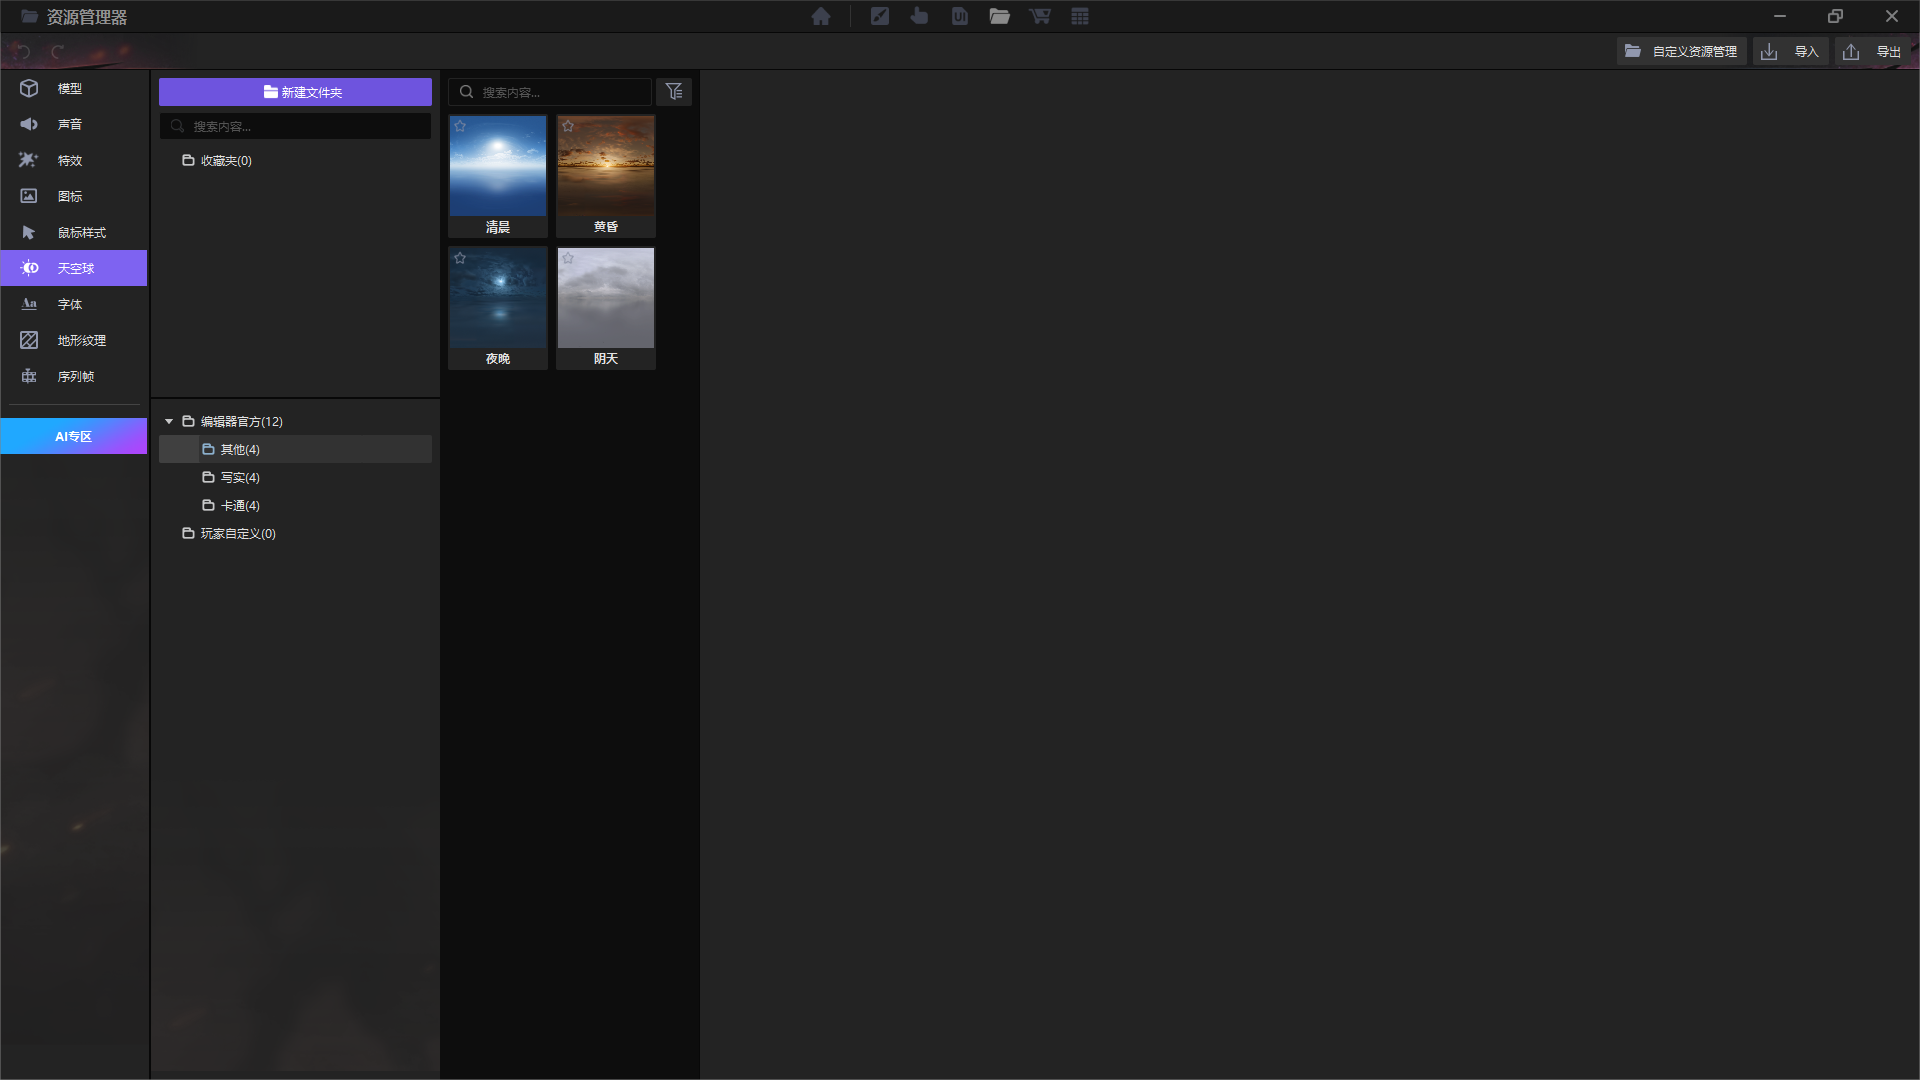 资源管理器
UI
自定义资源管理
导入
导出
模型
声音
特效
图标
鼠标样式
天空球
Aa 字体
地形纹理
序列帧
AI专区
新建文件夹
搜索内容...
收藏夹(0)
编辑器官方(12)
其他(4)
写实(4)
卡通(4)
玩家自定义(0)
搜索内容...
清晨
黄昏
夜晚
阴天